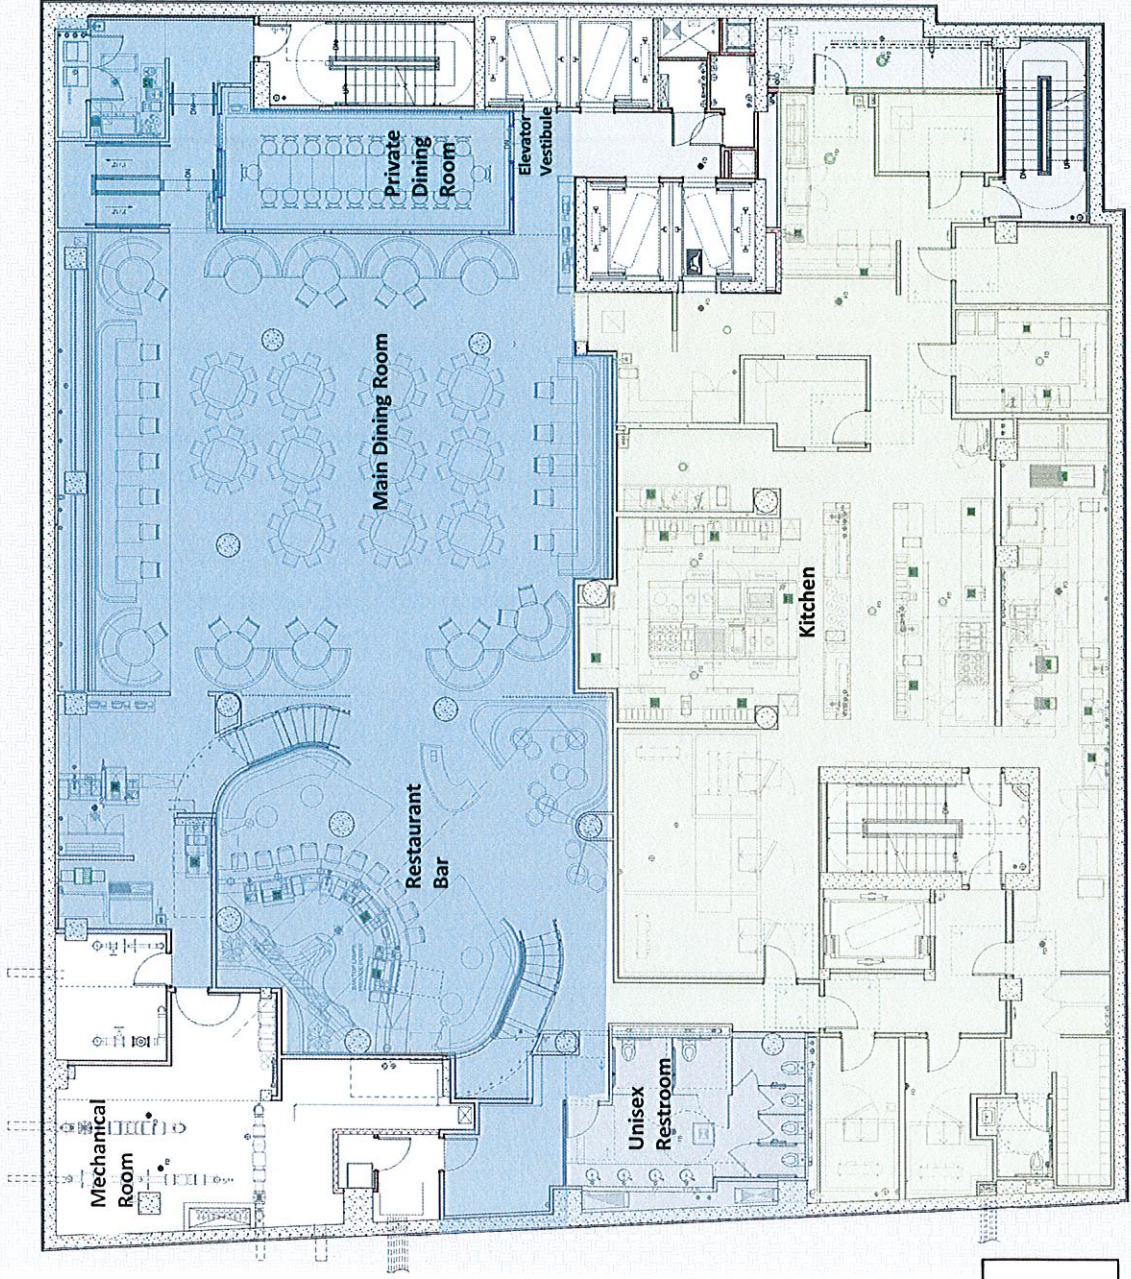 Private
Dining
Room
Elevator
Vestibule
Main Dining Room
Kitchen
Restaurant
Bar
Unisex
Restroom
Mechanical
Room